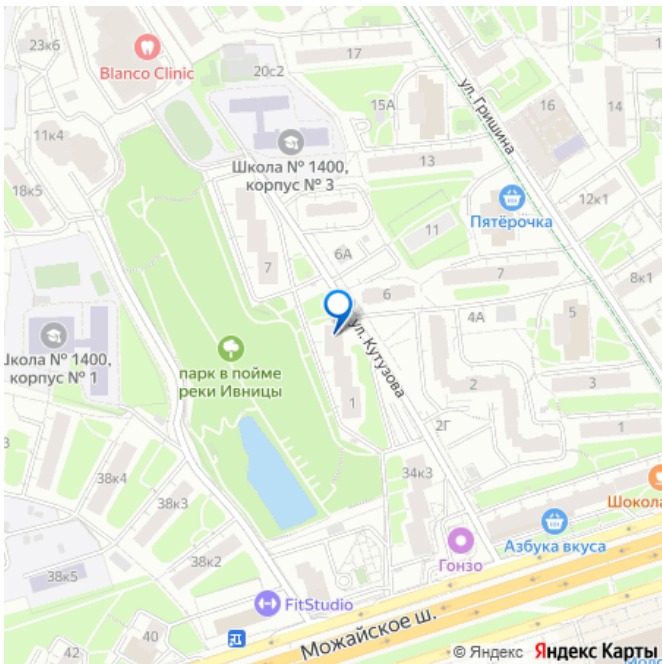 23к6
17
Blanco Clinic
20с2
ул. Гришина
15А
16
14
11к4
Школа № 1400,
корпус № 3
13
18к5
12к1
Пятёрочка
11
6А
7
7
8к1
6
4А
5
ул. Кутузова
Школа № 1400,
корпус № 1
парк в пойме
реки Ивницы
2
3
1
2Г
1
38к4
34к3
38к3
Шокола
Азбука вкуса
Гонзо
38к2
38к5
FitStudio
40
42
Можайское ш.
© Яндекс Яндекс Карты